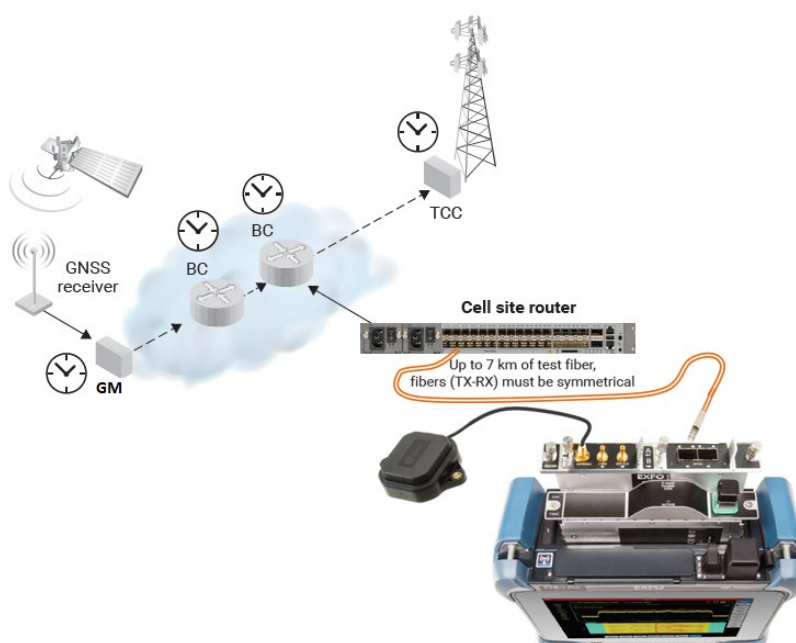 TCC
BC
BC
GNSS
receiver
GM
Cell site router
Up to 7 km of test fiber,
fibers (TX-RX) must be symmetrical
EXFO
EXFO